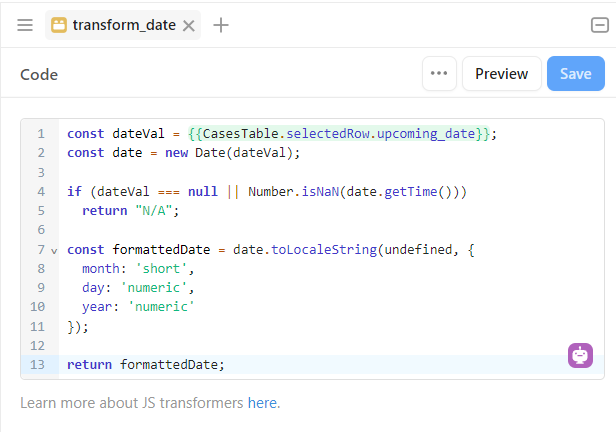 transform_date
Code
Preview
Save
1 const dateVal = {{CasesTable.selectedRow.upcoming_date}};
2 const date = new Date(dateVal);
3
4 if (dateVal === null || Number.isNaN(date.getTime()))
5   return "N/A";
6
7 const formattedDate = date.toLocaleString(undefined, {
8   month: 'short',
9   day: 'numeric',
10   year: 'numeric'
11 });
12
13 return formattedDate;
Learn more about JS transformers here.